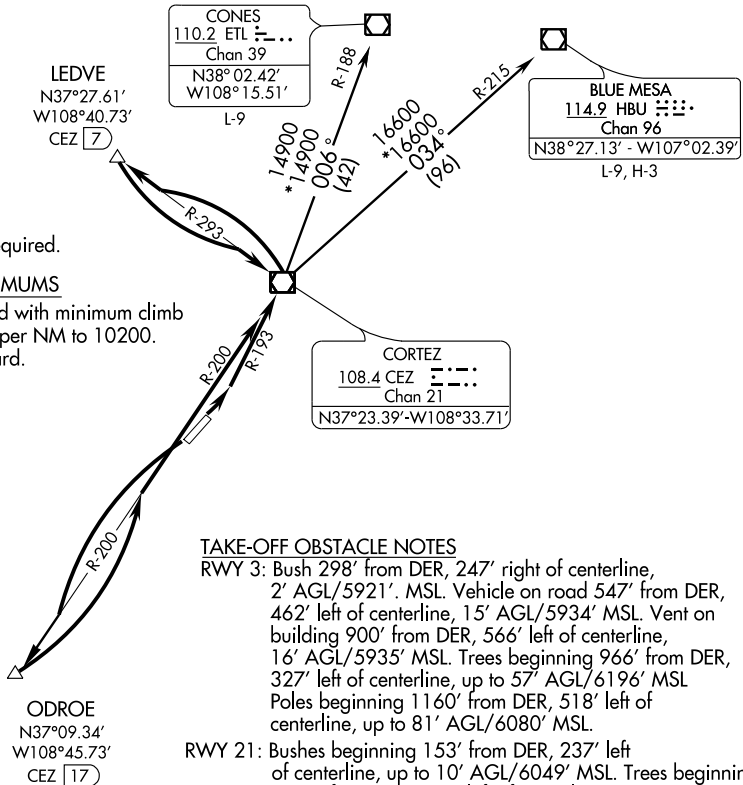 CONES
110.2 ETL
Chan 39
N38° 02.42′
W108°15.51′
L-9
R-188
R-215
BLUE MESA
114.9 HBU
Chan 96
N38°27.13′ - W107°02.39′
L-9, H-3
LEDVE
N37°27.61′
W108°40.73′
CEZ 7
14900
*14900
006°
(42)
16600
*16600
034°
(96)
R-293
quired.
MUMS
d with minimum climb
per NM to 10200.
rd.
R-200
R-193
CORTEZ
108.4 CEZ
Chan 21
N37°23.39′-W108°33.71′
R-200
ODROE
N37°09.34′
W108°45.73′
CEZ 17
TAKE-OFF OBSTACLE NOTES
RWY 3: Bush 298′ from DER, 247′ right of centerline,
2′ AGL/5921′. MSL. Vehicle on road 547′ from DER,
462′ left of centerline, 15′ AGL/5934′ MSL. Vent on
building 900′ from DER, 566′ left of centerline,
16′ AGL/5935′ MSL. Trees beginning 966′ from DER,
327′ left of centerline, up to 57′ AGL/6196′ MSL
Poles beginning 1160′ from DER, 518′ left of
centerline, up to 81′ AGL/6080′ MSL.
RWY 21: Bushes beginning 153′ from DER, 237′ left
of centerline, up to 10′ AGL/6049′ MSL. Trees beginnin